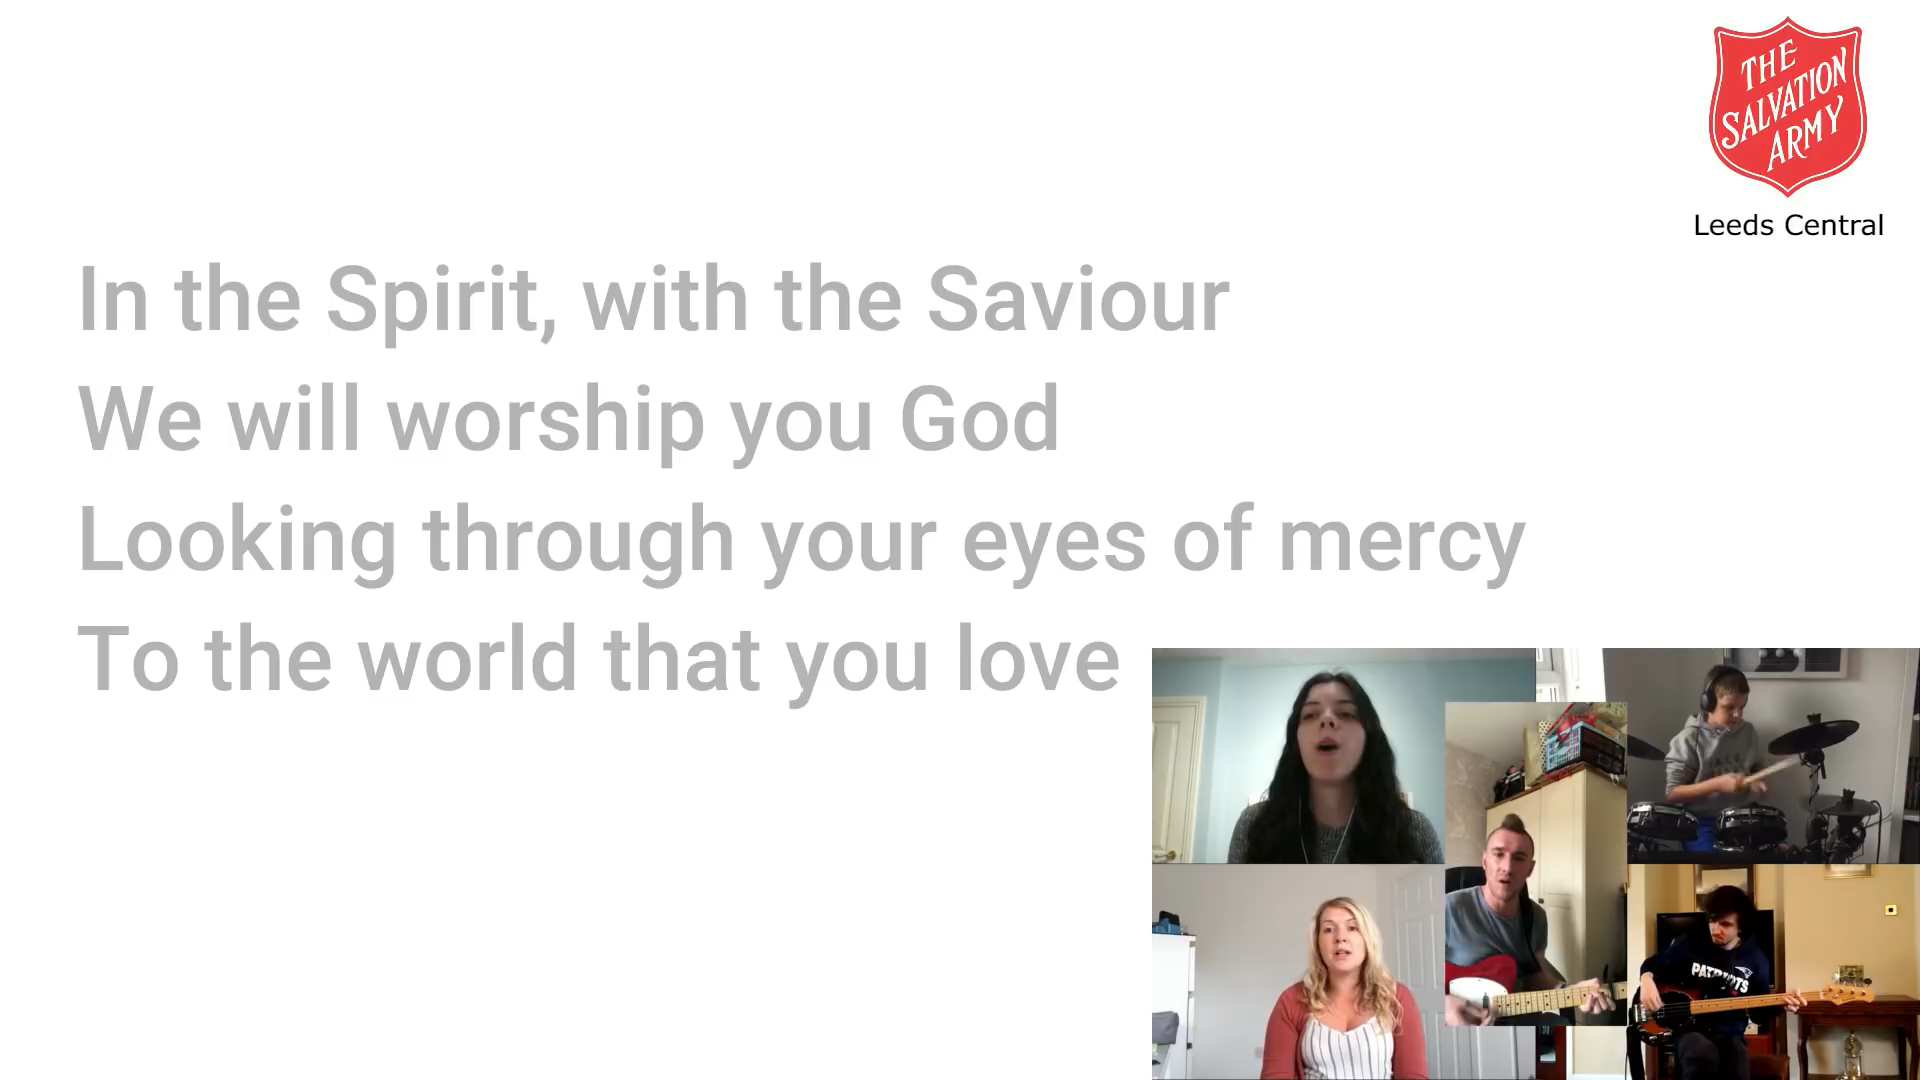 THE
SALVATION
ARMY
Leeds Central
In the Spirit, with the Saviour
We will worship you God
Looking through your eyes of mercy
To the world that you love
PATRIOTS